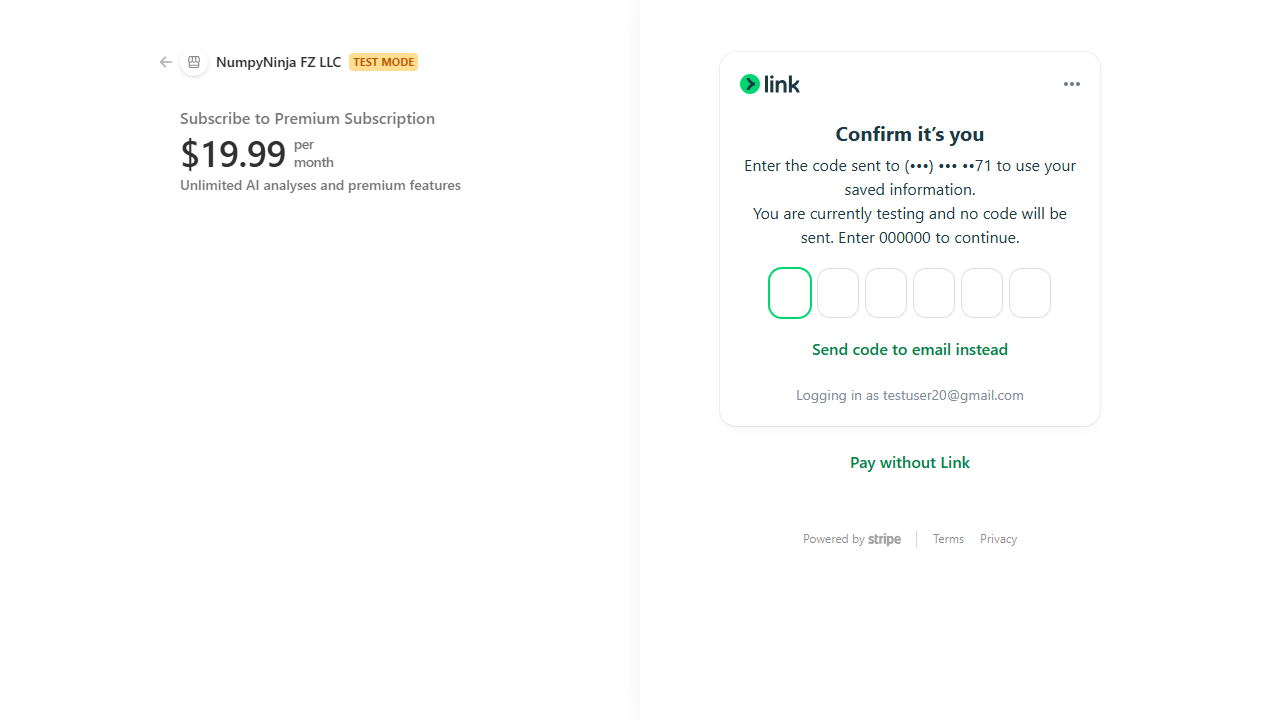 NumpyNinja FZ LLC TEST MODE
Subscribe to Premium Subscription
$19.99 per month
Unlimited AI analyses and premium features
link
Confirm it’s you
Enter the code sent to (•••) ••• ••71 to use your
saved information.
You are currently testing and no code will be
sent. Enter 000000 to continue.
Send code to email instead
Logging in as testuser20@gmail.com
Pay without Link
Powered by stripe Terms Privacy